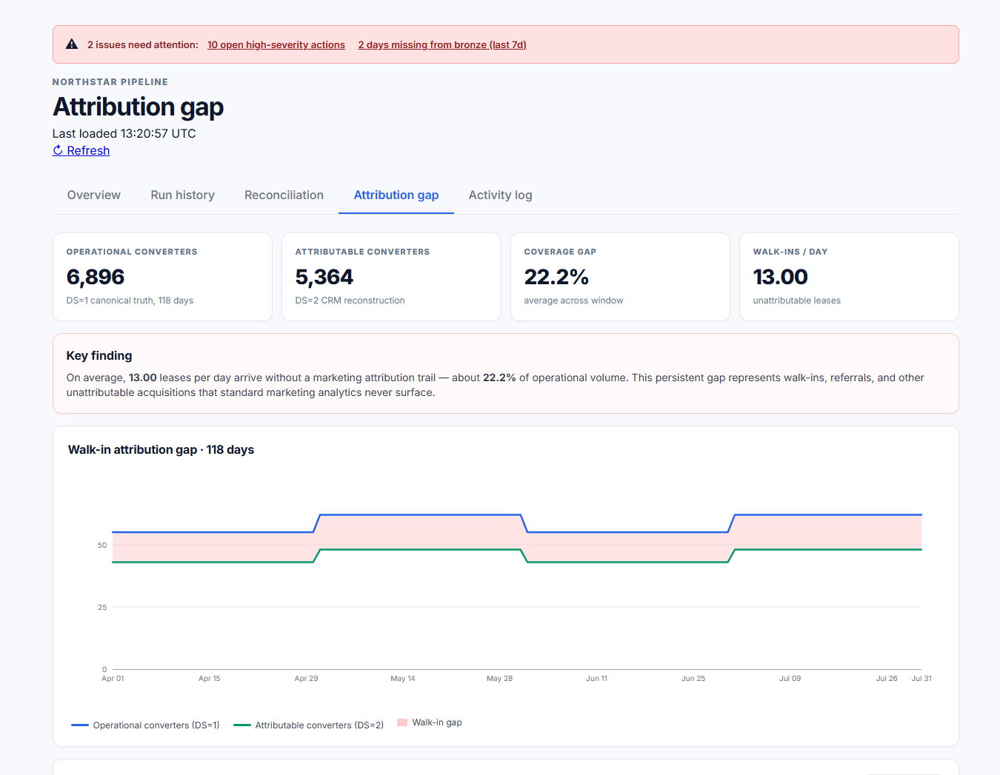 2 issues need attention: 10 open high-severity actions 2 days missing from bronze (last 7d)
NORTHSTAR PIPELINE
Attribution gap
Last loaded 13:20:57 UTC
↻ Refresh
Overview Run history Reconciliation Attribution gap Activity log
OPERATIONAL CONVERTERS
6,896
DS=1 canonical truth, 118 days
ATTRIBUTABLE CONVERTERS
5,364
DS=2 CRM reconstruction
COVERAGE GAP
22.2%
average across window
WALK-INS / DAY
13.00
unattributable leases
Key finding
On average, 13.00 leases per day arrive without a marketing attribution trail — about 22.2% of operational volume. This persistent gap represents walk-ins, referrals, and other
unattributable acquisitions that standard marketing analytics never surface.
Walk-in attribution gap · 118 days
50
25
0
Apr 01 Apr 15 Apr 29 May 14 May 28 Jun 11 Jun 25 Jul 09 Jul 26 Jul 31
Operational converters (DS=1) Attributable converters (DS=2) Walk-in gap